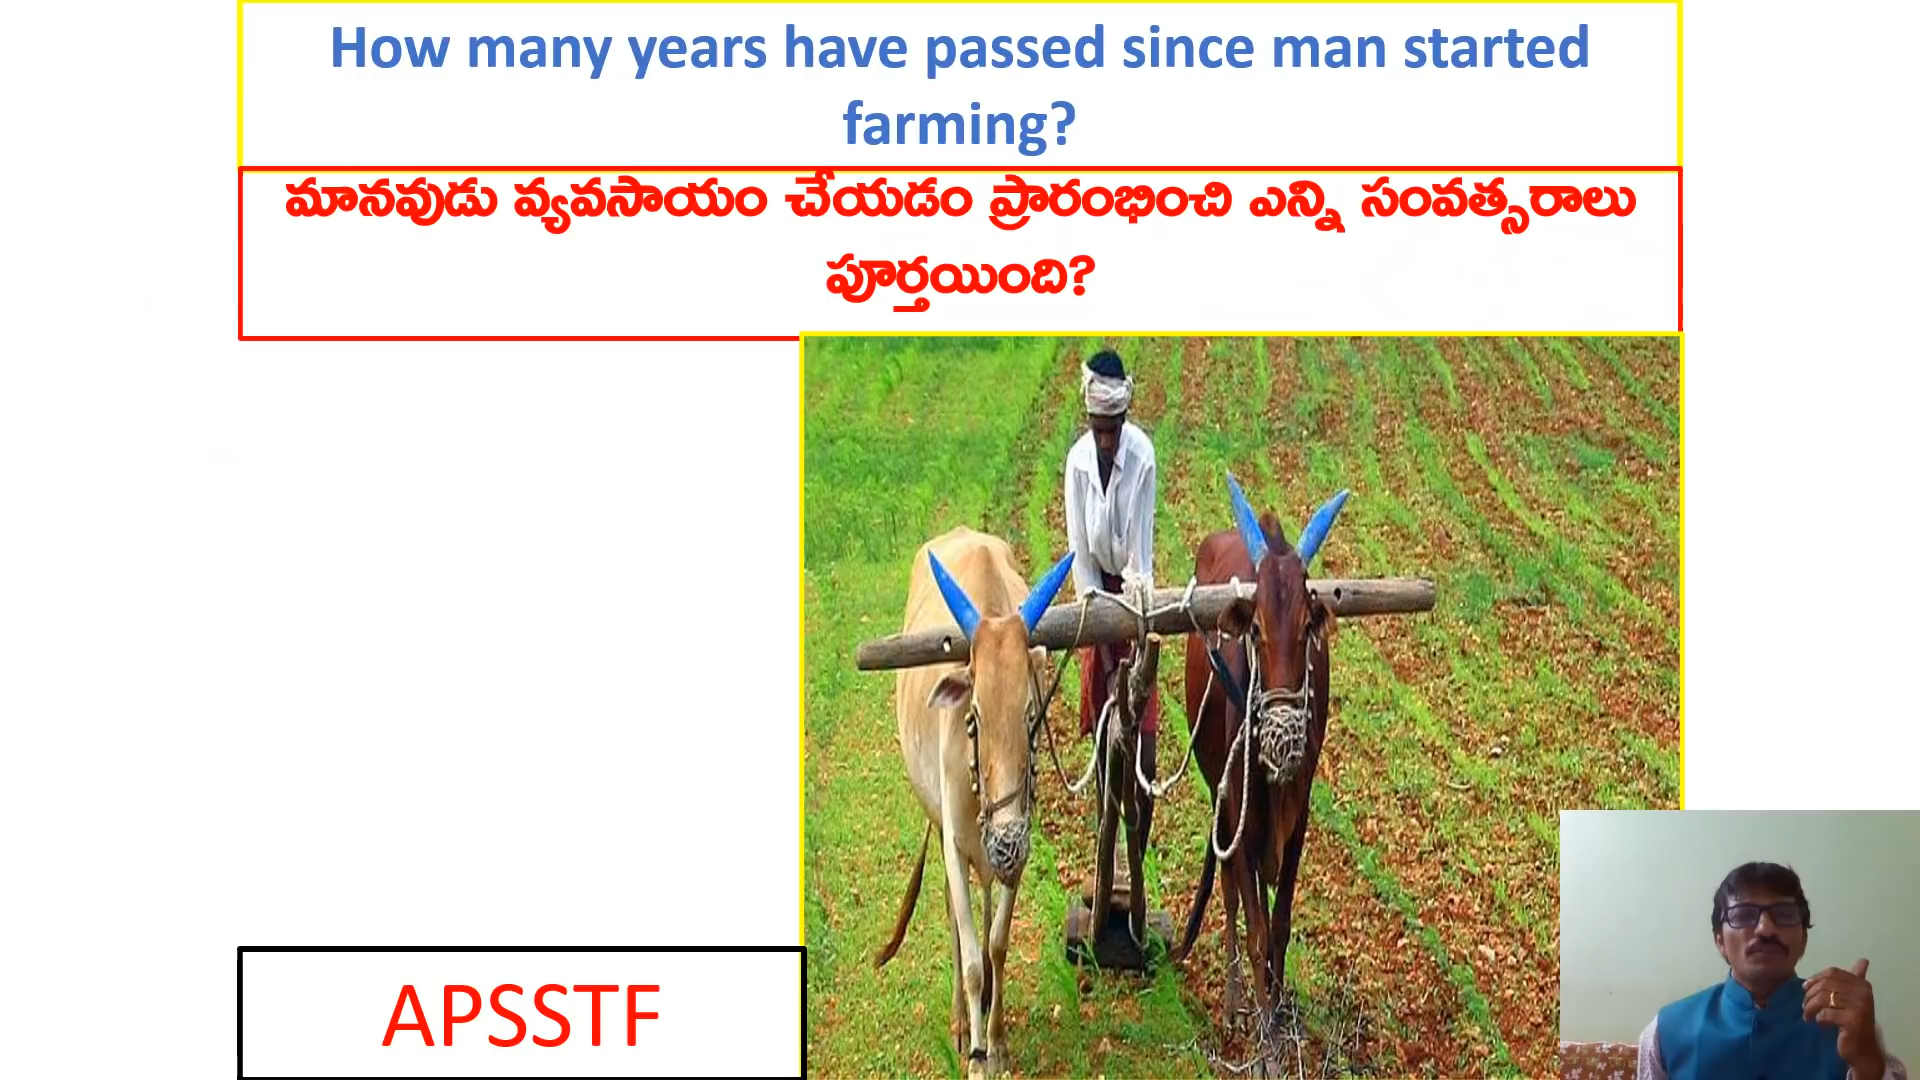 How many years have passed since man started
farming?
మానవుడు వ్యవసాయం చేయడం ప్రారంభించి ఎన్ని సంవత్సరాలు
పూర్తయింది?
APSSTF